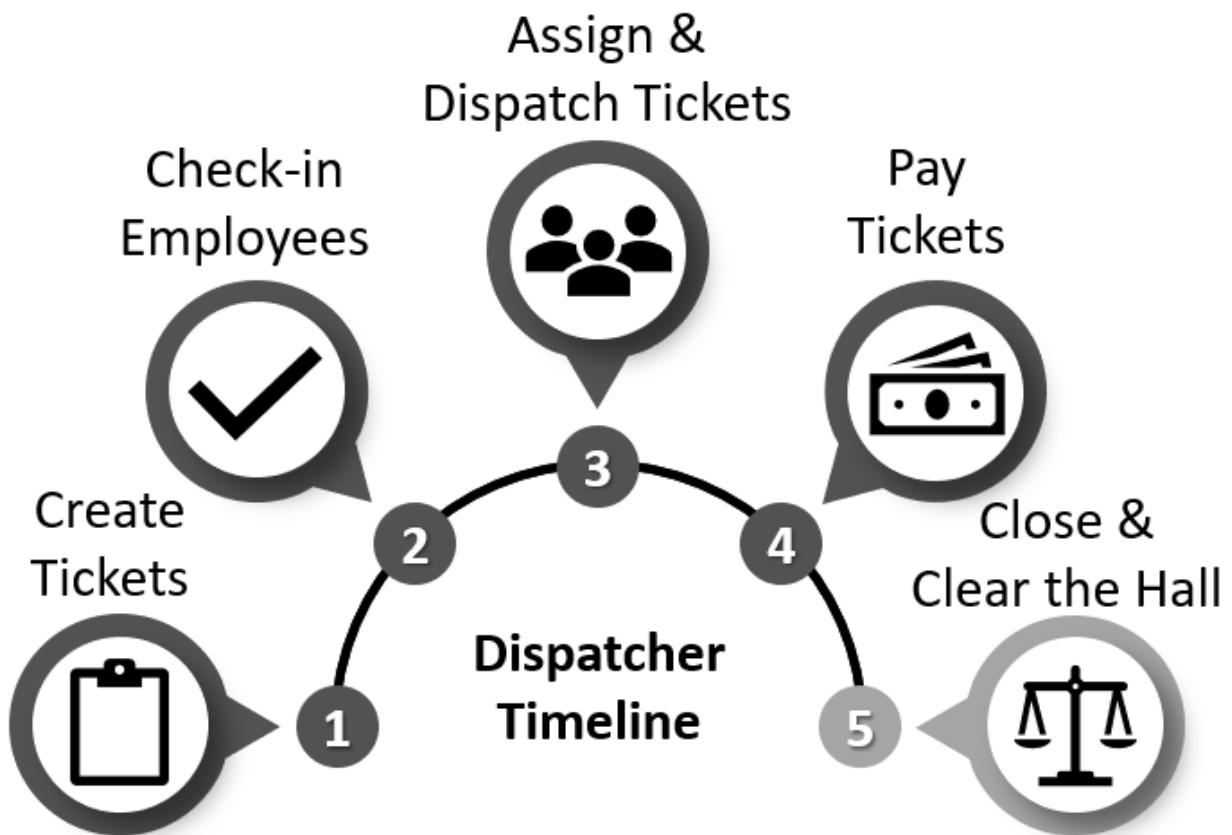 Assign &
Dispatch Tickets
Check-in
Employees
Pay
Tickets
Create
Tickets
Close &
Clear the Hall
1
2
3
4
5
Dispatcher
Timeline